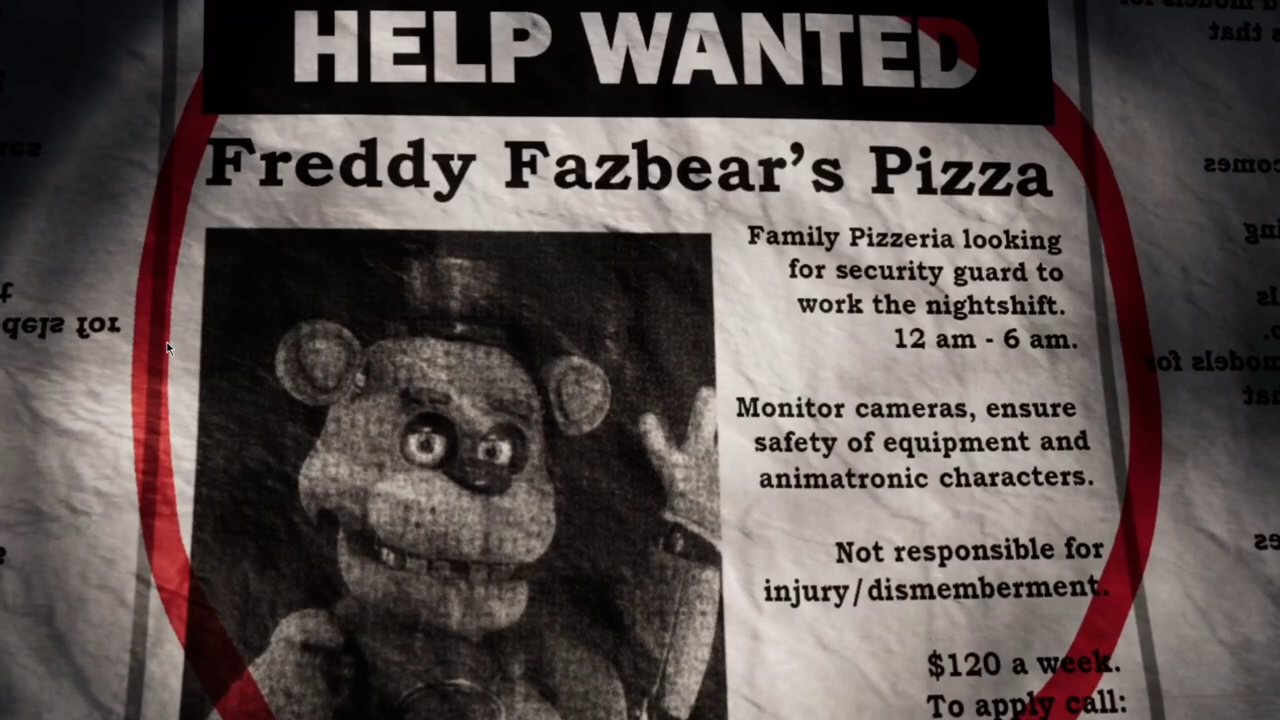 HELP WANTED
Freddy Fazbear's Pizza
Family Pizzeria looking
for security guard to
work the nightshift.
12 am - 6 am.
Monitor cameras, ensure
safety of equipment and
animatronic characters.
Not responsible for
injury/dismemberment.
$120 a week.
To apply call: